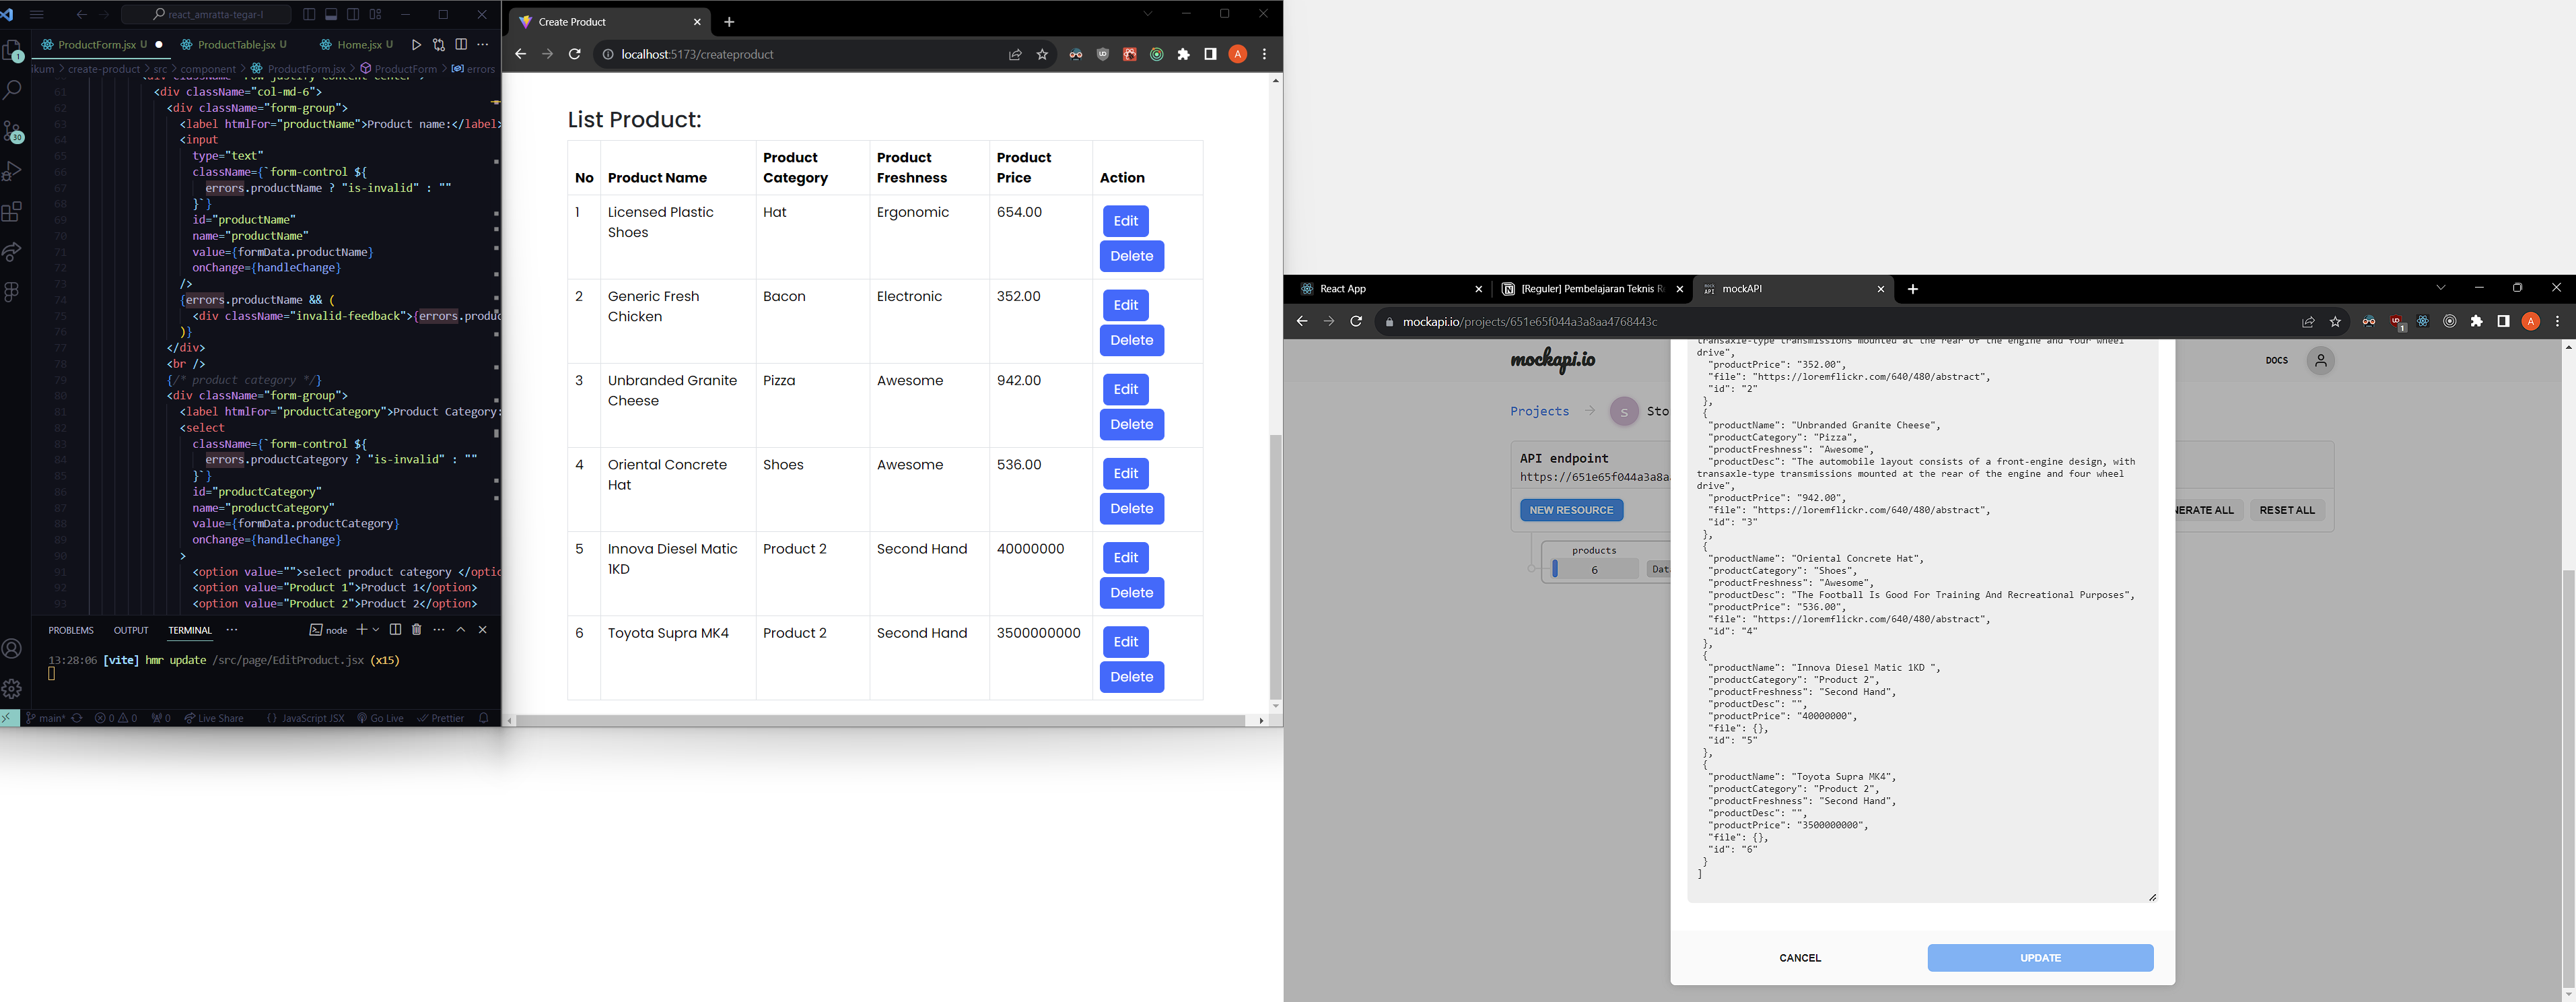 react_amratta-tegar-l
ProductForm.jsx U
ProductTable.jsx U
Home.jsx U
ikum > create-product > src > component > ProductForm.jsx > ProductForm > errors
61 <div className="col-md-6">
62 <div className="form-group">
63 <label htmlFor="productName">Product name:</label>
64 <input
65 type="text"
66 className={`form-control ${
67 errors.productName ? "is-invalid" : ""
68 }`}
69 id="productName"
70 name="productName"
71 value={formData.productName}
72 onChange={handleChange}
73 />
74 {errors.productName && (
75 <div className="invalid-feedback">{errors.produc
76 )}
77 </div>
78 <br />
79 {/* product category */}
80 <div className="form-group">
81 <label htmlFor="productCategory">Product Category:
82 <select
83 className={`form-control ${
84 errors.productCategory ? "is-invalid" : ""
85 }`}
86 id="productCategory"
87 name="productCategory"
88 value={formData.productCategory}
89 onChange={handleChange}
90 >
91 <option value="">select product category </optio
92 <option value="Product 1">Product 1</option>
93 <option value="Product 2">Product 2</option>
PROBLEMS OUTPUT TERMINAL ··· node
13:28:06 [vite] hmr update /src/page/EditProduct.jsx (x15)
main* 0 0 0 Live Share {} JavaScript JSX Go Live Prettier
1
30
Create Product
localhost:5173/createproduct
A
List Product:
No Product Name Product Category Product Freshness Product Price Action
1 Licensed Plastic Shoes Hat Ergonomic 654.00 Edit Delete
2 Generic Fresh Chicken Bacon Electronic 352.00 Edit Delete
3 Unbranded Granite Cheese Pizza Awesome 942.00 Edit Delete
4 Oriental Concrete Hat Shoes Awesome 536.00 Edit Delete
5 Innova Diesel Matic 1KD Product 2 Second Hand 40000000 Edit Delete
6 Toyota Supra MK4 Product 2 Second Hand 3500000000 Edit Delete
React App
[Reguler] Pembelajaran Teknis R
mockAPI
mockapi.io/projects/651e65f044a3a8aa4768443c
1
A
mockapi.io
DOCS
Projects → S Sto
API endpoint
https://651e65f044a3a8a
NEW RESOURCE
NERATE ALL
RESET ALL
products
6
Dat
transaxle-type transmissions mounted at the rear of the engine and four wheel
drive",
"productPrice": "352.00",
"file": "https://loremflickr.com/640/480/abstract",
"id": "2"
},
{
"productName": "Unbranded Granite Cheese",
"productCategory": "Pizza",
"productFreshness": "Awesome",
"productDesc": "The automobile layout consists of a front-engine design, with
transaxle-type transmissions mounted at the rear of the engine and four wheel
drive",
"productPrice": "942.00",
"file": "https://loremflickr.com/640/480/abstract",
"id": "3"
},
{
"productName": "Oriental Concrete Hat",
"productCategory": "Shoes",
"productFreshness": "Awesome",
"productDesc": "The Football Is Good For Training And Recreational Purposes",
"productPrice": "536.00",
"file": "https://loremflickr.com/640/480/abstract",
"id": "4"
},
{
"productName": "Innova Diesel Matic 1KD ",
"productCategory": "Product 2",
"productFreshness": "Second Hand",
"productDesc": "",
"productPrice": "40000000",
"file": {},
"id": "5"
},
{
"productName": "Toyota Supra MK4",
"productCategory": "Product 2",
"productFreshness": "Second Hand",
"productDesc": "",
"productPrice": "3500000000",
"file": {},
"id": "6"
}
]
CANCEL
UPDATE